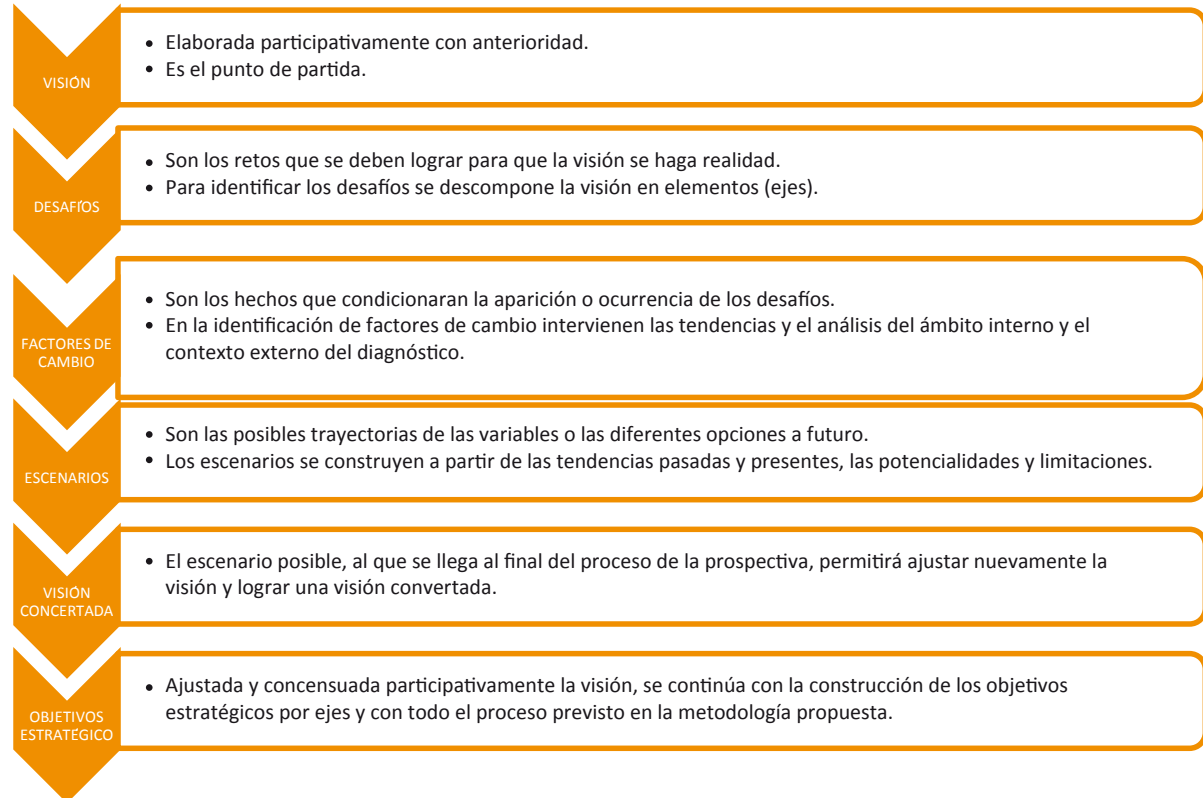 VISIÓN
• Elaborada participativamente con anterioridad.
• Es el punto de partida.
DESAFÍOS
• Son los retos que se deben lograr para que la visión se haga realidad.
• Para identificar los desafíos se descompone la visión en elementos (ejes).
FACTORES DE
CAMBIO
• Son los hechos que condicionaran la aparición o ocurrencia de los desafíos.
• En la identificación de factores de cambio intervienen las tendencias y el análisis del ámbito interno y el
contexto externo del diagnóstico.
ESCENARIOS
• Son las posibles trayectorias de las variables o las diferentes opciones a futuro.
• Los escenarios se construyen a partir de las tendencias pasadas y presentes, las potencialidades y limitaciones.
VISIÓN
CONCERTADA
• El escenario posible, al que se llega al final del proceso de la prospectiva, permitirá ajustar nuevamente la
visión y lograr una visión convertada.
OBJETIVOS
ESTRATÉGICO
• Ajustada y concensuada participativamente la visión, se continúa con la construcción de los objetivos
estratégicos por ejes y con todo el proceso previsto en la metodología propuesta.